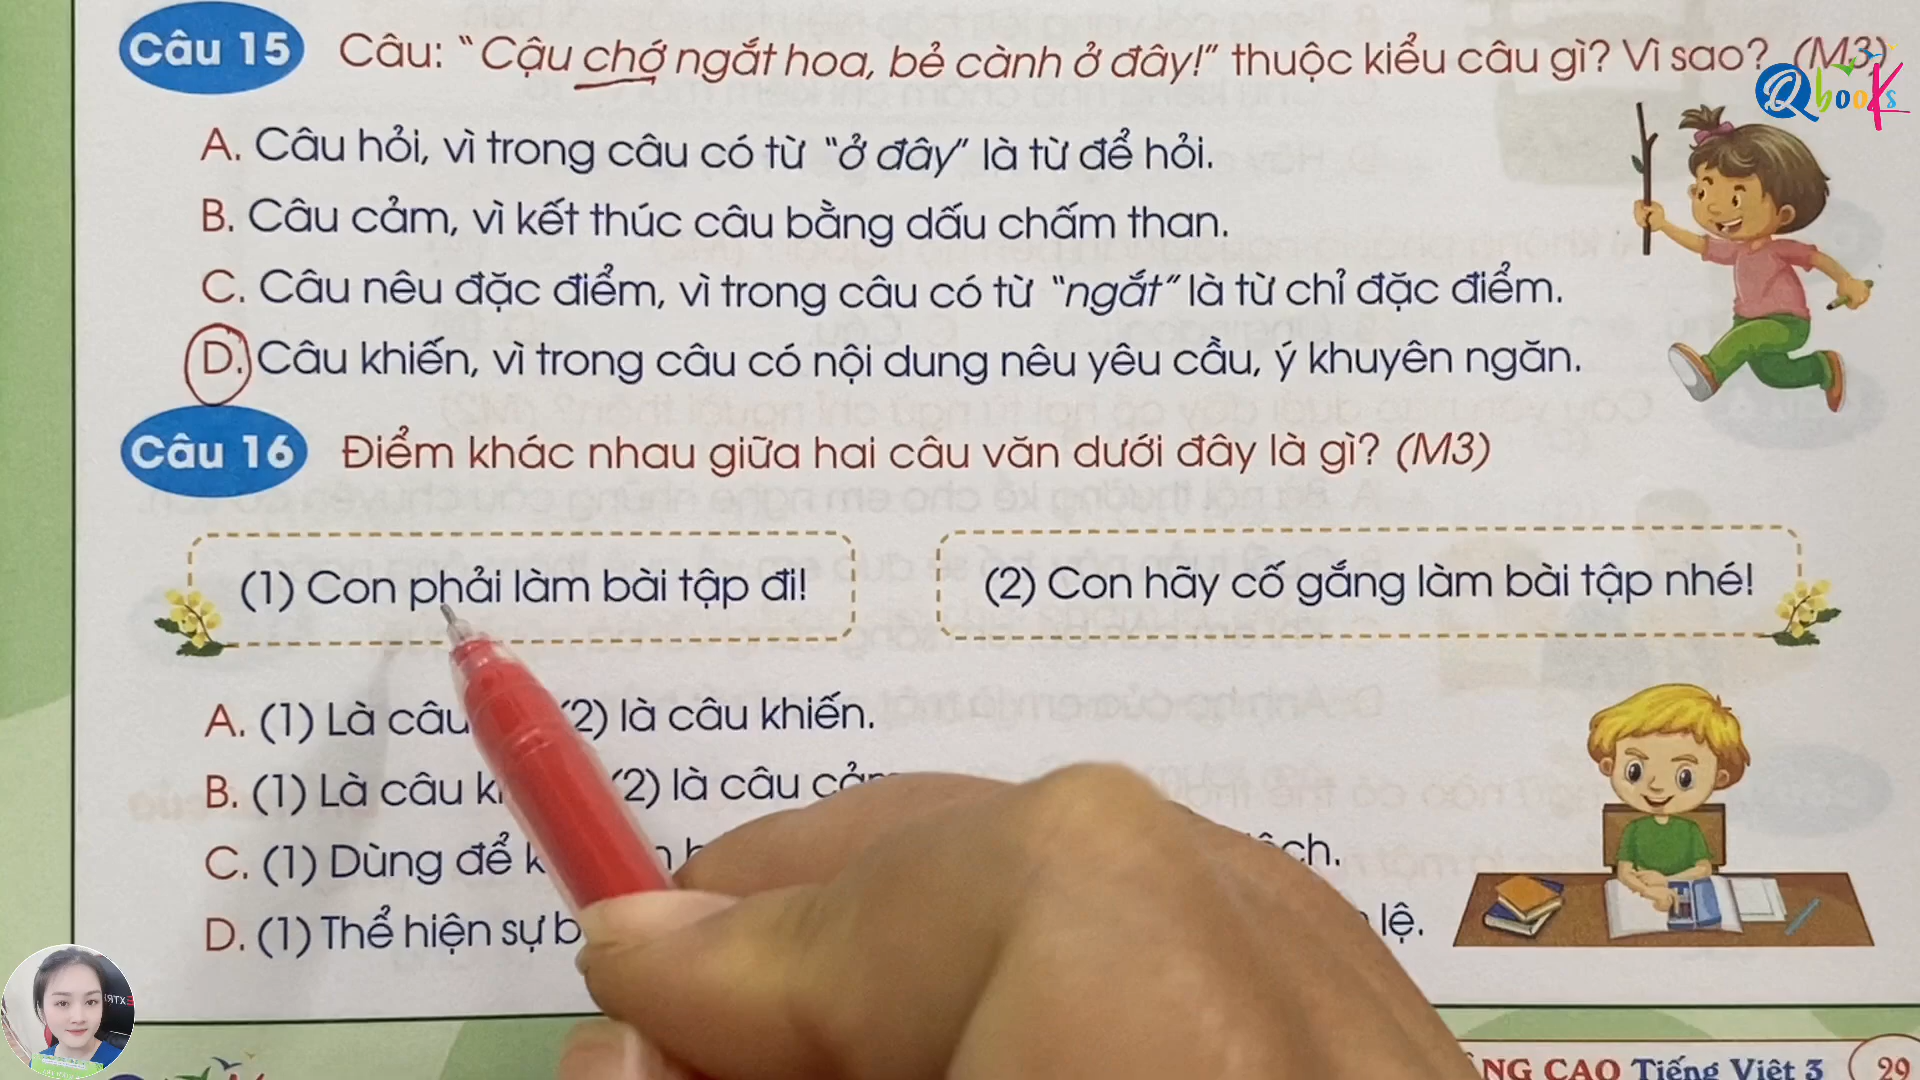 Câu 15 Câu: “Cậu chớ ngắt hoa, bẻ cành ở đây!” thuộc kiểu câu gì? Vì sao? (M3)
Qbooks
A. Câu hỏi, vì trong câu có từ “ở đây” là từ để hỏi.
B. Câu cảm, vì kết thúc câu bằng dấu chấm than.
C. Câu nêu đặc điểm, vì trong câu có từ “ngắt” là từ chỉ đặc điểm.
D. Câu khiến, vì trong câu có nội dung nêu yêu cầu, ý khuyên ngăn.
Câu 16 Điểm khác nhau giữa hai câu văn dưới đây là gì? (M3)
(1) Con phải làm bài tập đi!
(2) Con hãy cố gắng làm bài tập nhé!
A. (1) Là câu (2) là câu khiến.
B. (1) Là câu (2) là câu
C. (1) Dùng để
D. (1) Thể hiện sự lệ.
CAO Tiếng Việt 3 29